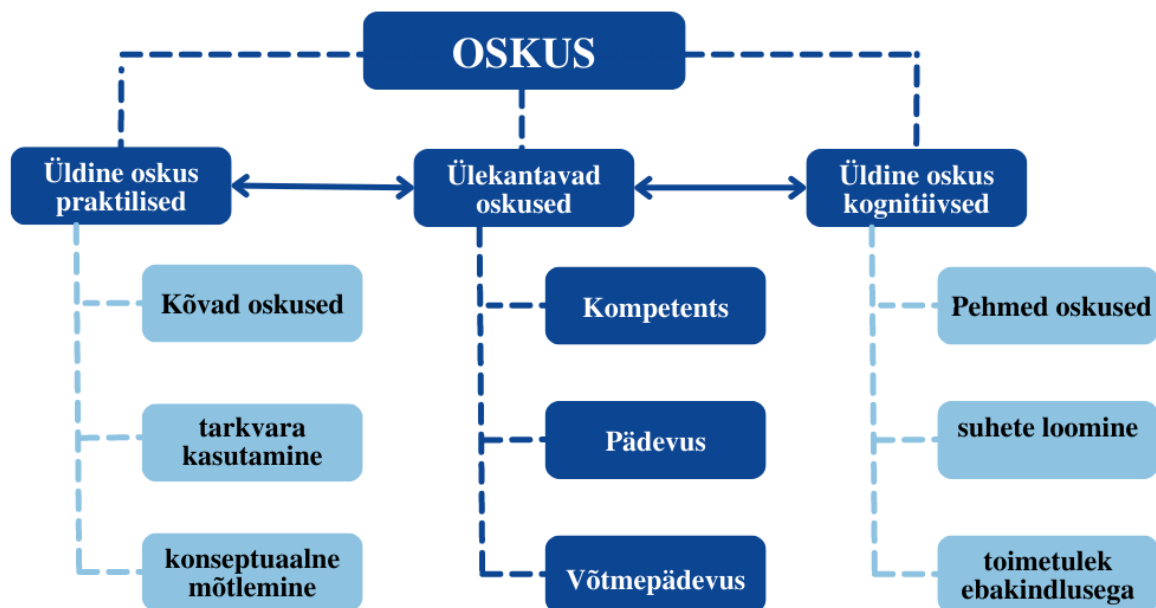 OSKUS
Üldine oskus
praktilised
Ülekantavad
oskused
Üldine oskus
kognitiivsed
Kõvad oskused
tarkvara
kasutamine
konseptuaalne
mõtlemine
Kompetents
Pädevus
Võtmepädevus
Pehmed oskused
suhete loomine
toimetulek
ebakindlusega